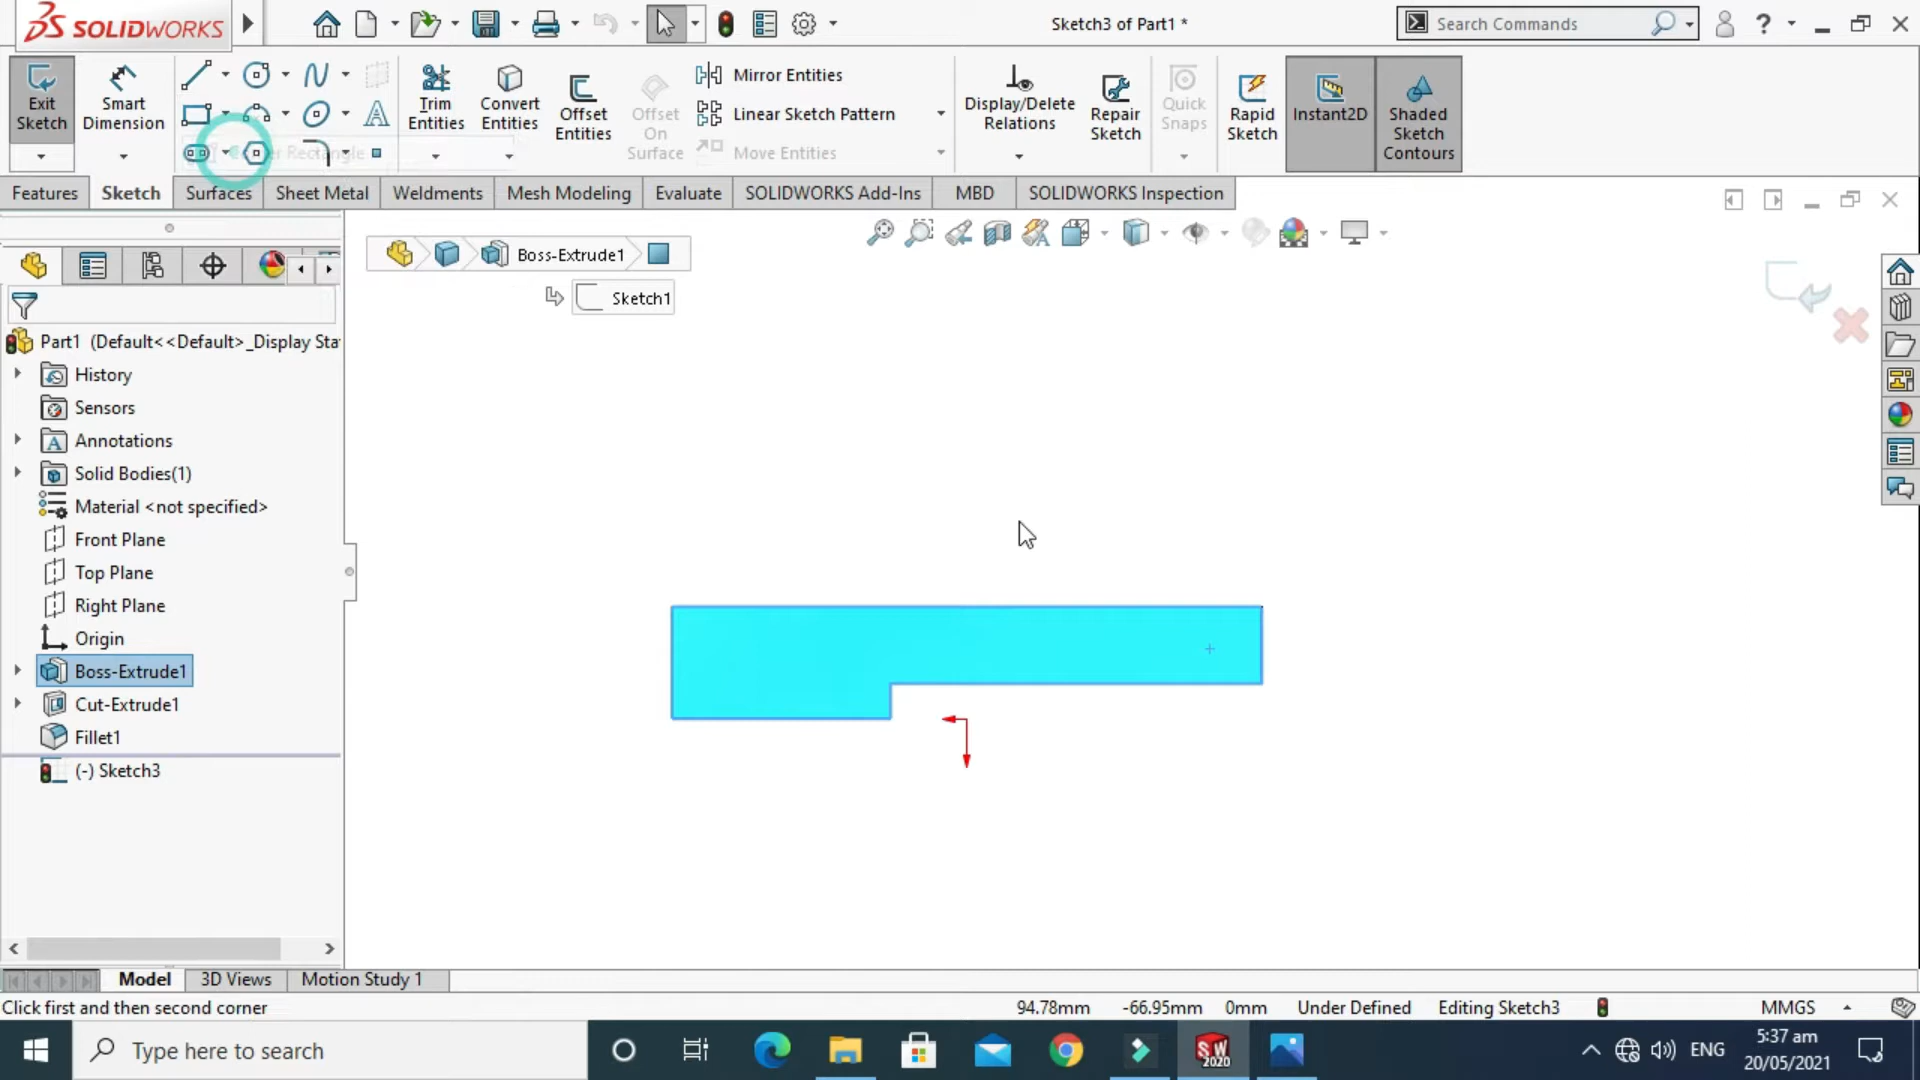 SOLIDWORKS
Sketch3 of Part1 *
Search Commands
Exit Sketch
Smart Dimension
Trim Entities
Convert Entities
Offset Entities
Offset On Surface
Mirror Entities
Linear Sketch Pattern
Move Entities
Display/Delete Relations
Repair Sketch
Quick Snaps
Rapid Sketch
Instant2D
Shaded Sketch Contours
Center Rectangle
Features
Sketch
Surfaces
Sheet Metal
Weldments
Mesh Modeling
Evaluate
SOLIDWORKS Add-Ins
MBD
SOLIDWORKS Inspection
Boss-Extrude1
Sketch1
Part1 (Default<<Default>_Display Sta
History
Sensors
Annotations
Solid Bodies(1)
Material <not specified>
Front Plane
Top Plane
Right Plane
Origin
Boss-Extrude1
Cut-Extrude1
Fillet1
(-) Sketch3
Model
3D Views
Motion Study 1
Click first and then second corner
94.78mm
-66.95mm
0mm
Under Defined
Editing Sketch3
MMGS
Type here to search
SW
2020
ENG
5:37 am
20/05/2021